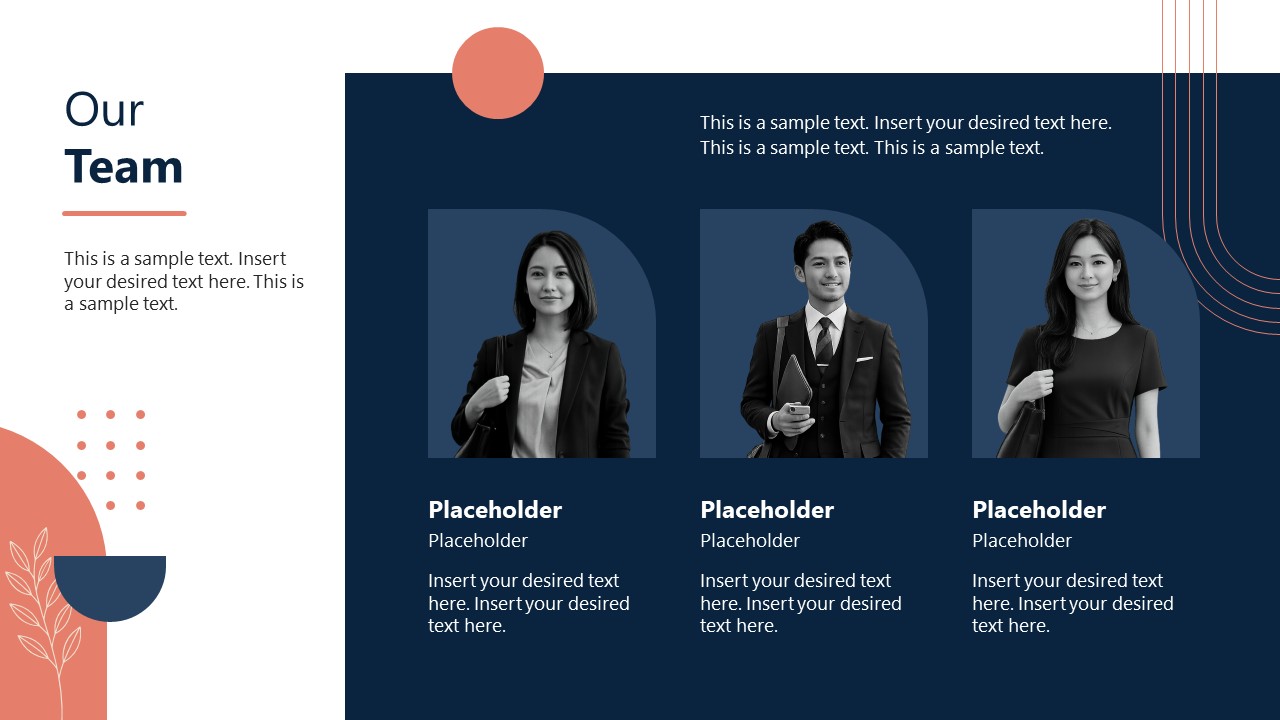 Our
Team
This is a sample text. Insert
your desired text here. This is
a sample text.
This is a sample text. Insert your desired text here.
This is a sample text. This is a sample text.
Placeholder
Placeholder
Insert your desired text
here. Insert your desired
text here.
Placeholder
Placeholder
Insert your desired text
here. Insert your desired
text here.
Placeholder
Placeholder
Insert your desired text
here. Insert your desired
text here.